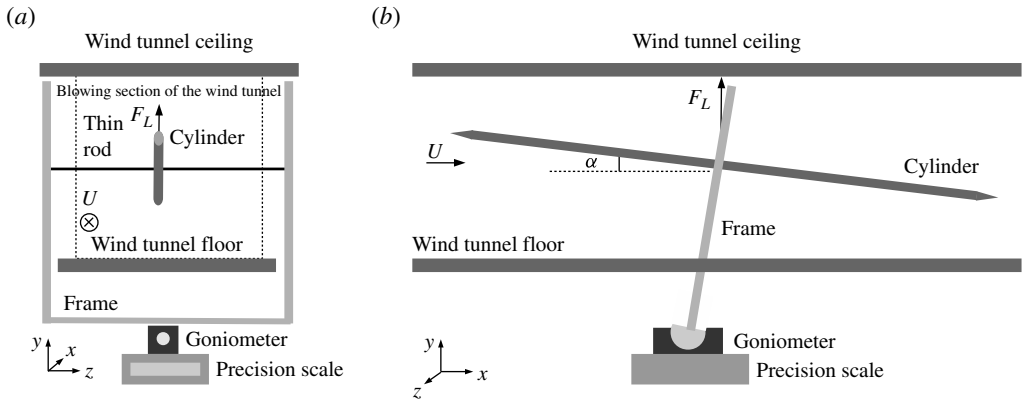 (a)
Wind tunnel ceiling
Blowing section of the wind tunnel
F_L
Thin
rod
Cylinder
U
Wind tunnel floor
Frame
Goniometer
Precision scale
y
x
z
(b)
Wind tunnel ceiling
F_L
U
α
Cylinder
Frame
Wind tunnel floor
Goniometer
Precision scale
y
x
z